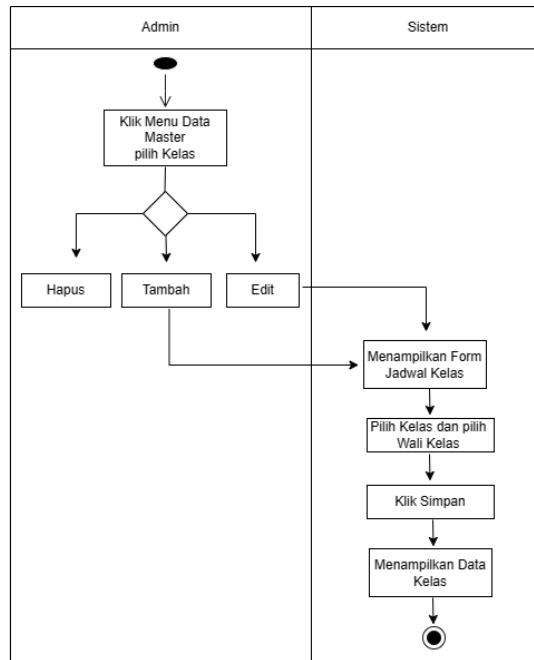 Admin
Sistem
Klik Menu Data
Master
pilih Kelas
Hapus
Tambah
Edit
Menampilkan Form
Jadwal Kelas
Pilih Kelas dan pilih
Wali Kelas
Klik Simpan
Menampilkan Data
Kelas